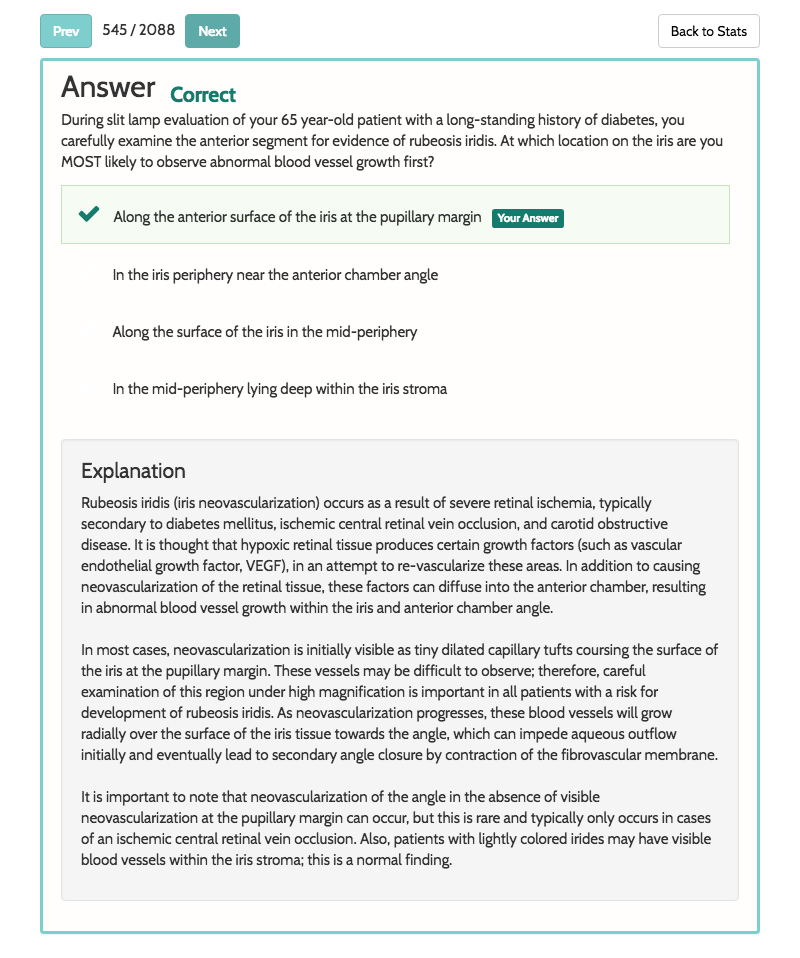 Prev 545 / 2088 Next Back to Stats
Answer Correct
During slit lamp evaluation of your 65 year-old patient with a long-standing history of diabetes, you
carefully examine the anterior segment for evidence of rubeosis iridis. At which location on the iris are you
MOST likely to observe abnormal blood vessel growth first?
Along the anterior surface of the iris at the pupillary margin Your Answer
In the iris periphery near the anterior chamber angle
Along the surface of the iris in the mid-periphery
In the mid-periphery lying deep within the iris stroma
Explanation
Rubeosis iridis (iris neovascularization) occurs as a result of severe retinal ischemia, typically
secondary to diabetes mellitus, ischemic central retinal vein occlusion, and carotid obstructive
disease. It is thought that hypoxic retinal tissue produces certain growth factors (such as vascular
endothelial growth factor, VEGF), in an attempt to re-vascularize these areas. In addition to causing
neovascularization of the retinal tissue, these factors can diffuse into the anterior chamber, resulting
in abnormal blood vessel growth within the iris and anterior chamber angle.
In most cases, neovascularization is initially visible as tiny dilated capillary tufts coursing the surface of
the iris at the pupillary margin. These vessels may be difficult to observe; therefore, careful
examination of this region under high magnification is important in all patients with a risk for
development of rubeosis iridis. As neovascularization progresses, these blood vessels will grow
radially over the surface of the iris tissue towards the angle, which can impede aqueous outflow
initially and eventually lead to secondary angle closure by contraction of the fibrovascular membrane.
It is important to note that neovascularization of the angle in the absence of visible
neovascularization at the pupillary margin can occur, but this is rare and typically only occurs in cases
of an ischemic central retinal vein occlusion. Also, patients with lightly colored irides may have visible
blood vessels within the iris stroma; this is a normal finding.